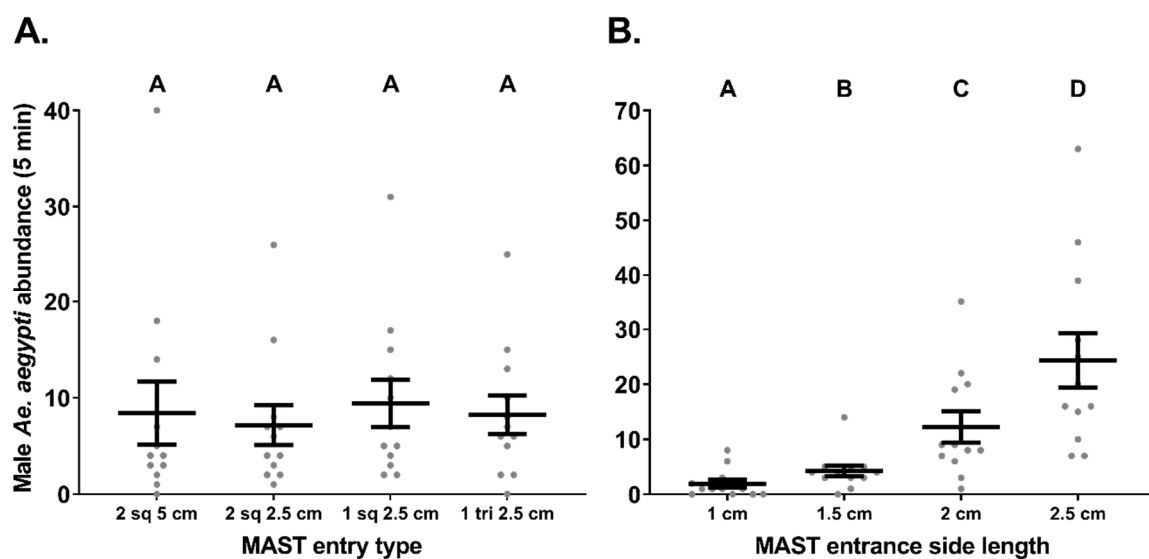 A.
A A A A
Male Ae. aegypti abundance (5 min)
40
30
20
10
0
2 sq 5 cm 2 sq 2.5 cm 1 sq 2.5 cm 1 tri 2.5 cm
MAST entry type
B.
A B C D
70
60
50
40
30
20
10
0
1 cm 1.5 cm 2 cm 2.5 cm
MAST entrance side length